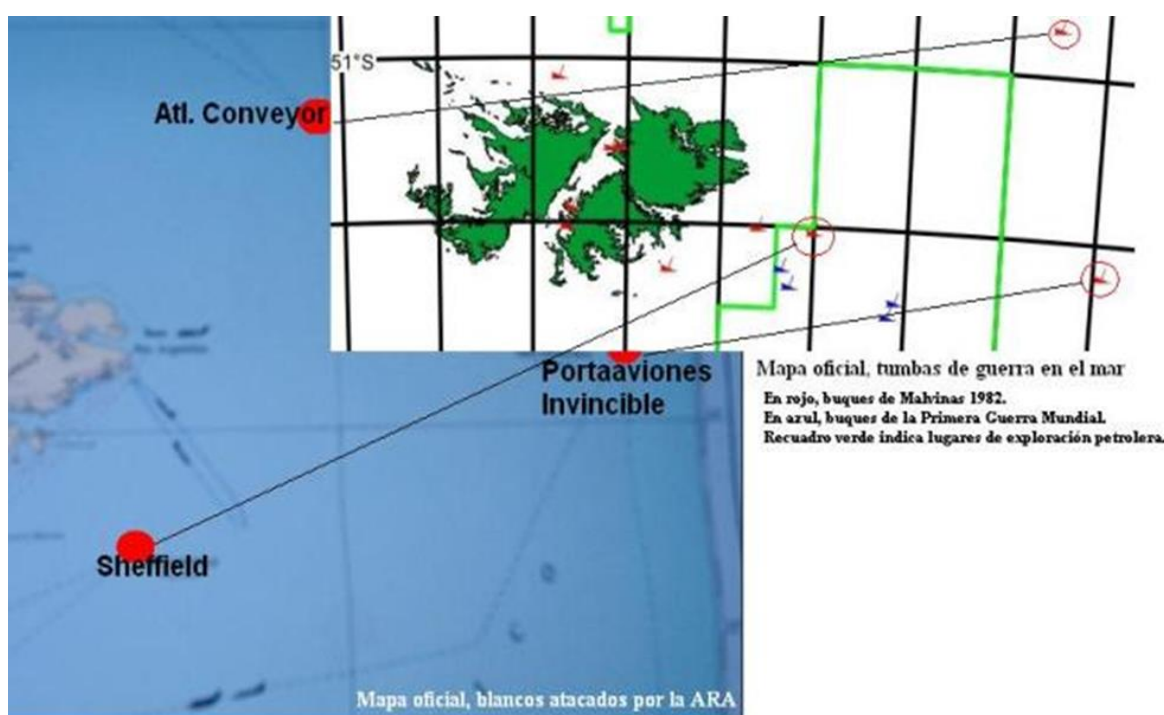 51°S
Atl. Conveyor
Portaaviones
Invincible
Mapa oficial, tumbas de guerra en el mar
En rojo, buques de Malvinas 1982.
En azul, buques de la Primera Guerra Mundial.
Recuadro verde indica lugares de exploración petrolera.
Sheffield
Mapa oficial, blancos atacados por la ARA